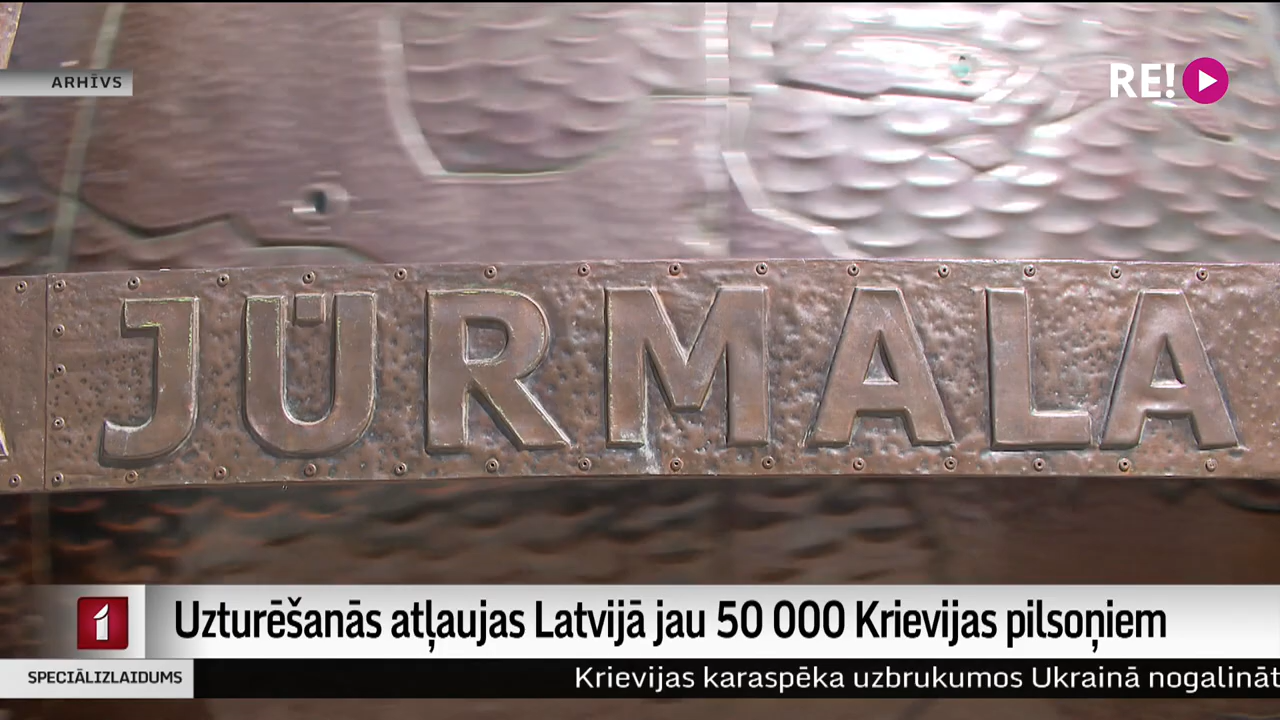 ARHĪVS
RE!
JŪRMALA
1
Uzturēšanās atļaujas Latvijā jau 50 000 Krievijas pilsoņiem
SPECIĀLIZLAIDUMS
Krievijas karaspēka uzbrukumos Ukrainā nogalināt